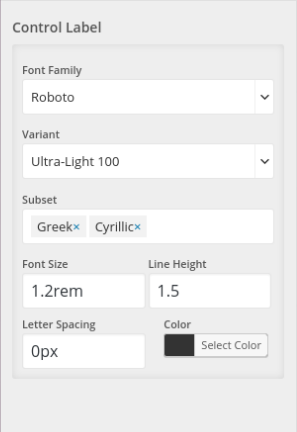 Control Label
Font Family
Roboto
Variant
Ultra-Light 100
Subset
Greek× Cyrillic×
Font Size Line Height
1.2rem 1.5
Letter Spacing Color
0px Select Color